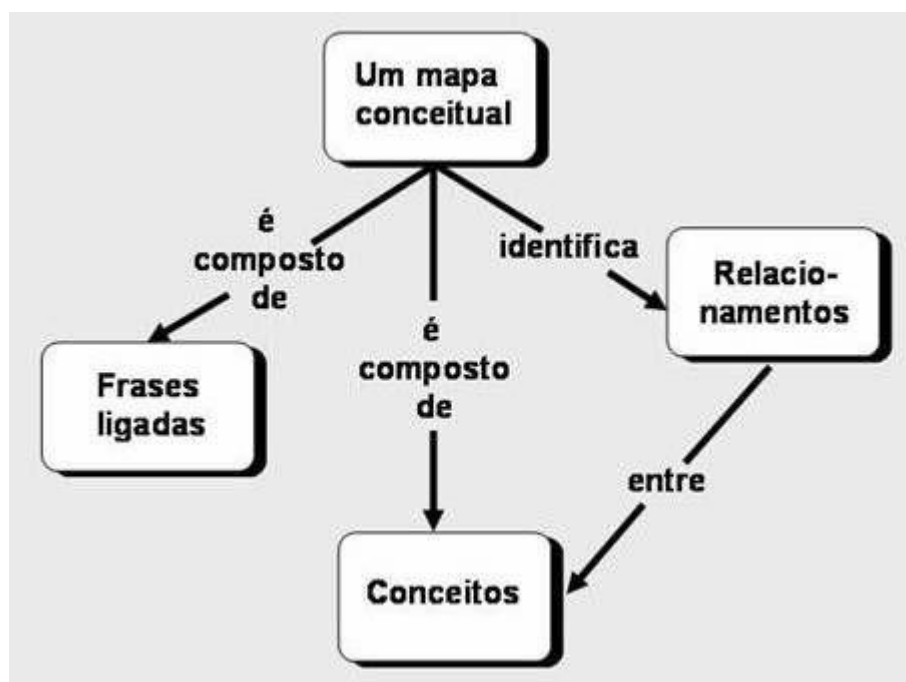 Um mapa
conceitual
é
composto
de
identifica
Relacio-
namentos
é
composto
de
Frases
ligadas
entre
Conceitos